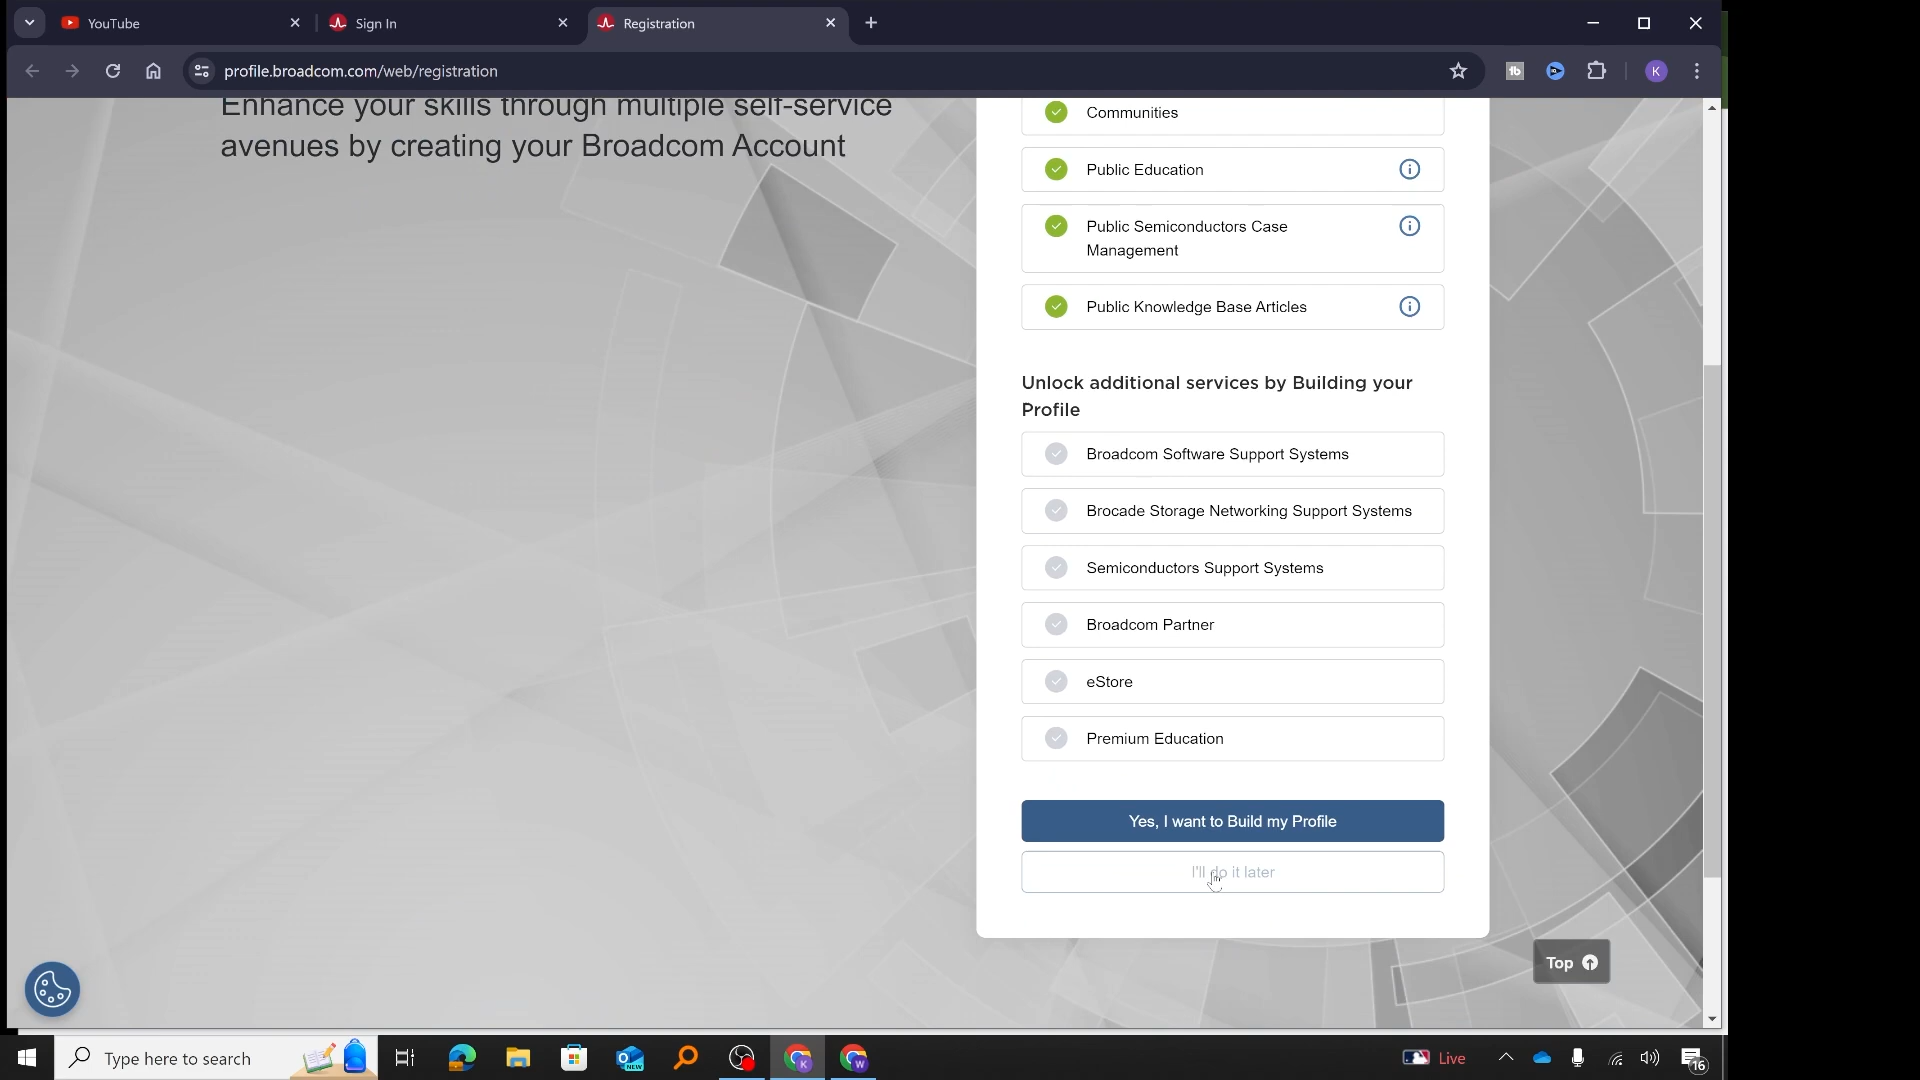 YouTube
Sign In
Registration
profile.broadcom.com/web/registration
tb
K
Enhance your skills through multiple self-service
avenues by creating your Broadcom Account
Communities
Public Education
Public Semiconductors Case
Management
Public Knowledge Base Articles
Unlock additional services by Building your
Profile
Broadcom Software Support Systems
Brocade Storage Networking Support Systems
Semiconductors Support Systems
Broadcom Partner
eStore
Premium Education
Yes, I want to Build my Profile
I'll do it later
Top
Type here to search
NEW
K
W
Live
16